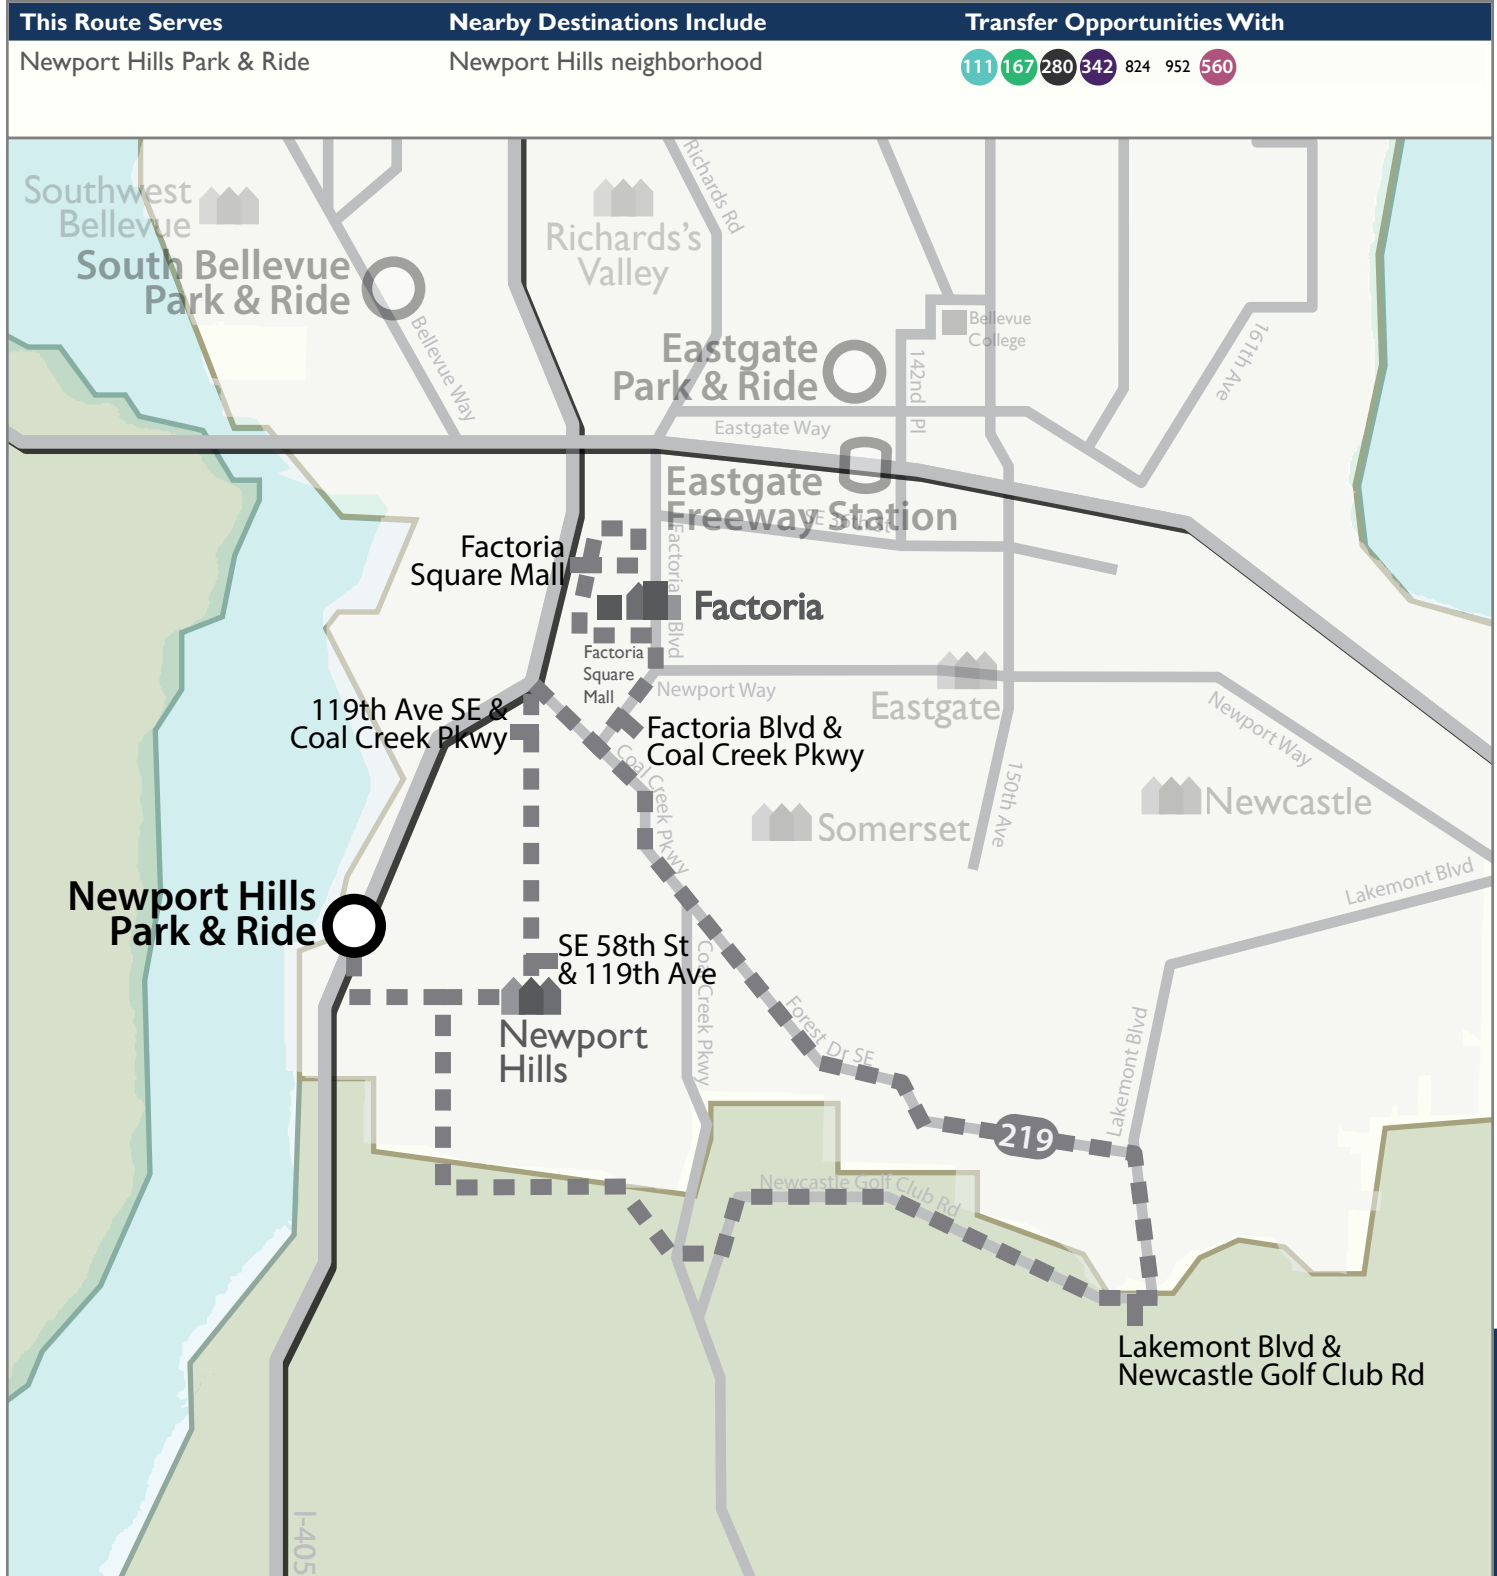 This Route Serves
Nearby Destinations Include
Transfer Opportunities With
Newport Hills Park & Ride
Newport Hills neighborhood
111 167 280 342 824 952 560
Southwest
Bellevue
South Bellevue
Park & Ride
Bellevue Way
Richards Rd
Richards's
Valley
Bellevue
College
161th Ave
Eastgate
Park & Ride
142nd Pl
Eastgate Way
Eastgate
Freeway Station
SE 36th St
Factoria
Square Mall
Factoria Blvd
Factoria
Factoria
Square
Mall
Newport Way
119th Ave SE &
Coal Creek Pkwy
Factoria Blvd &
Coal Creek Pkwy
Coal Creek Pkwy
Eastgate
Newport Way
150th Ave
Somerset
Newcastle
Lakemont Blvd
Newport Hills
Park & Ride
SE 58th St
& 119th Ave
Coal Creek Pkwy
Newport
Hills
Forest Dr SE
Lakemont Blvd
219
Newcastle Golf Club Rd
Lakemont Blvd &
Newcastle Golf Club Rd
I-405